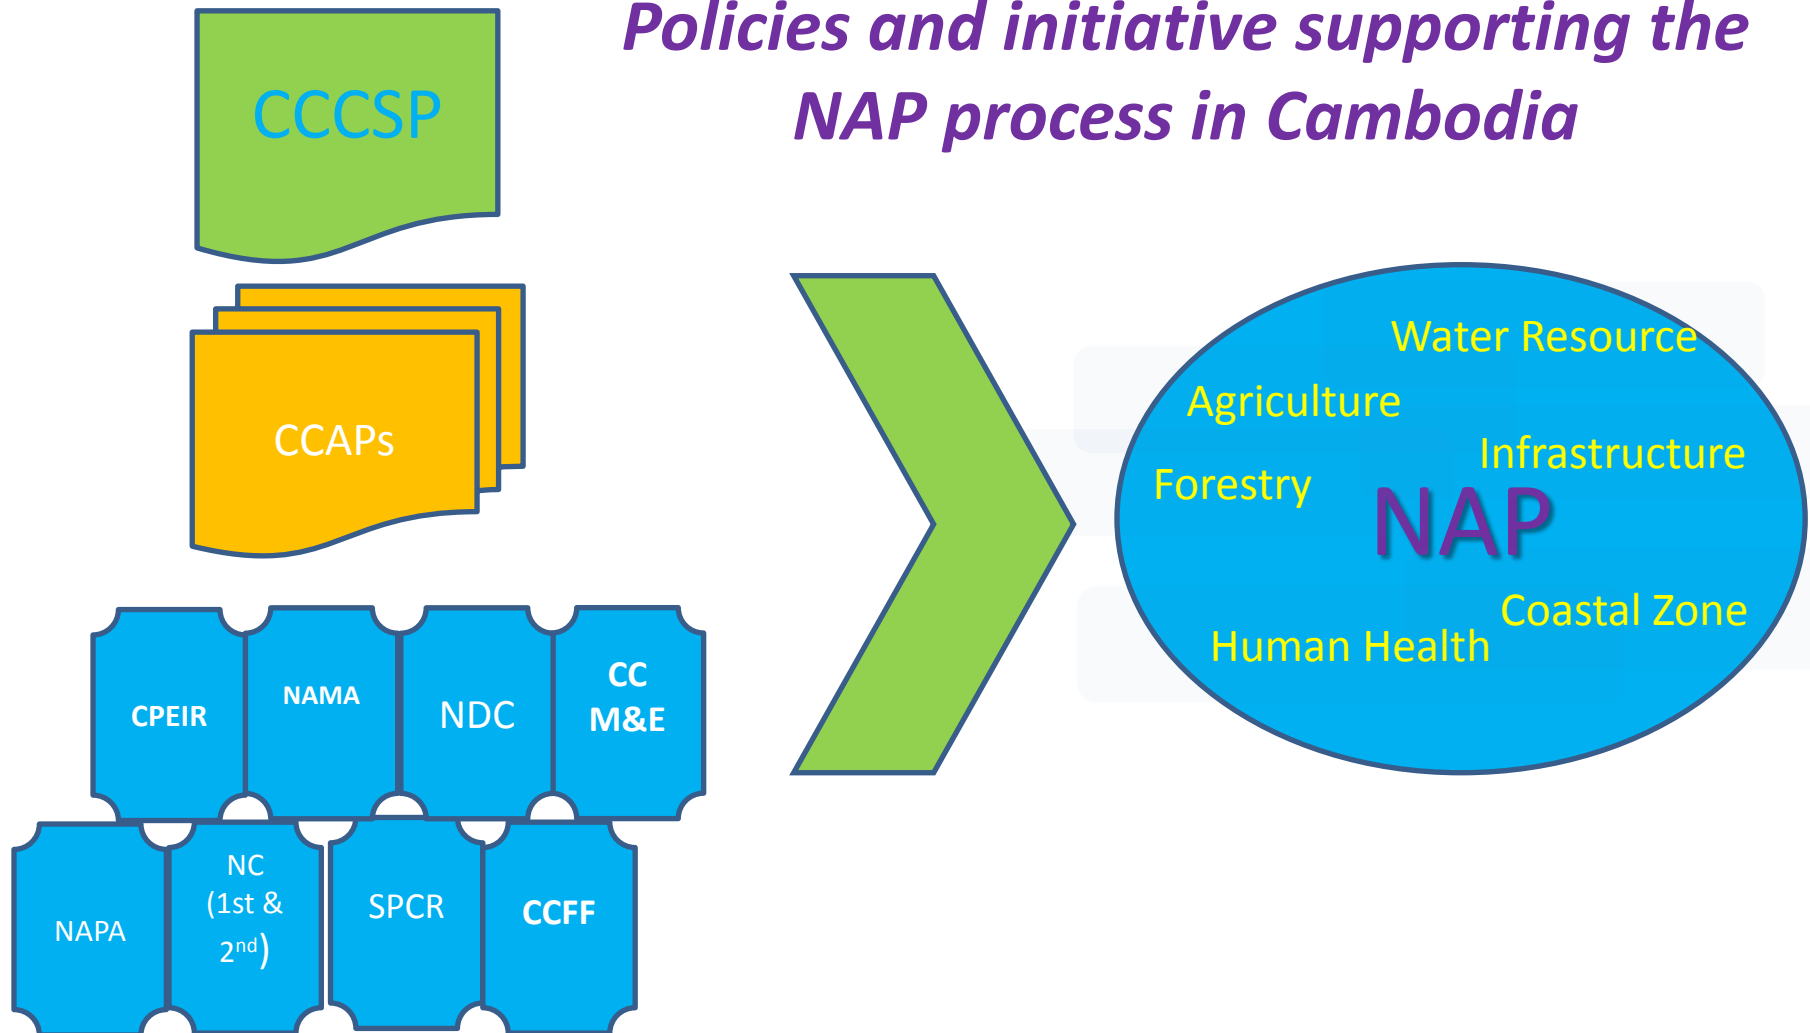 Policies and initiative supporting the
NAP process in Cambodia
CCCSP
CCAPs
CPEIR
NAMA
NDC
CC
M&E
NAPA
NC
(1st &
2nd)
SPCR
CCFF
Water Resource
Agriculture
Infrastructure
Forestry
NAP
Coastal Zone
Human Health